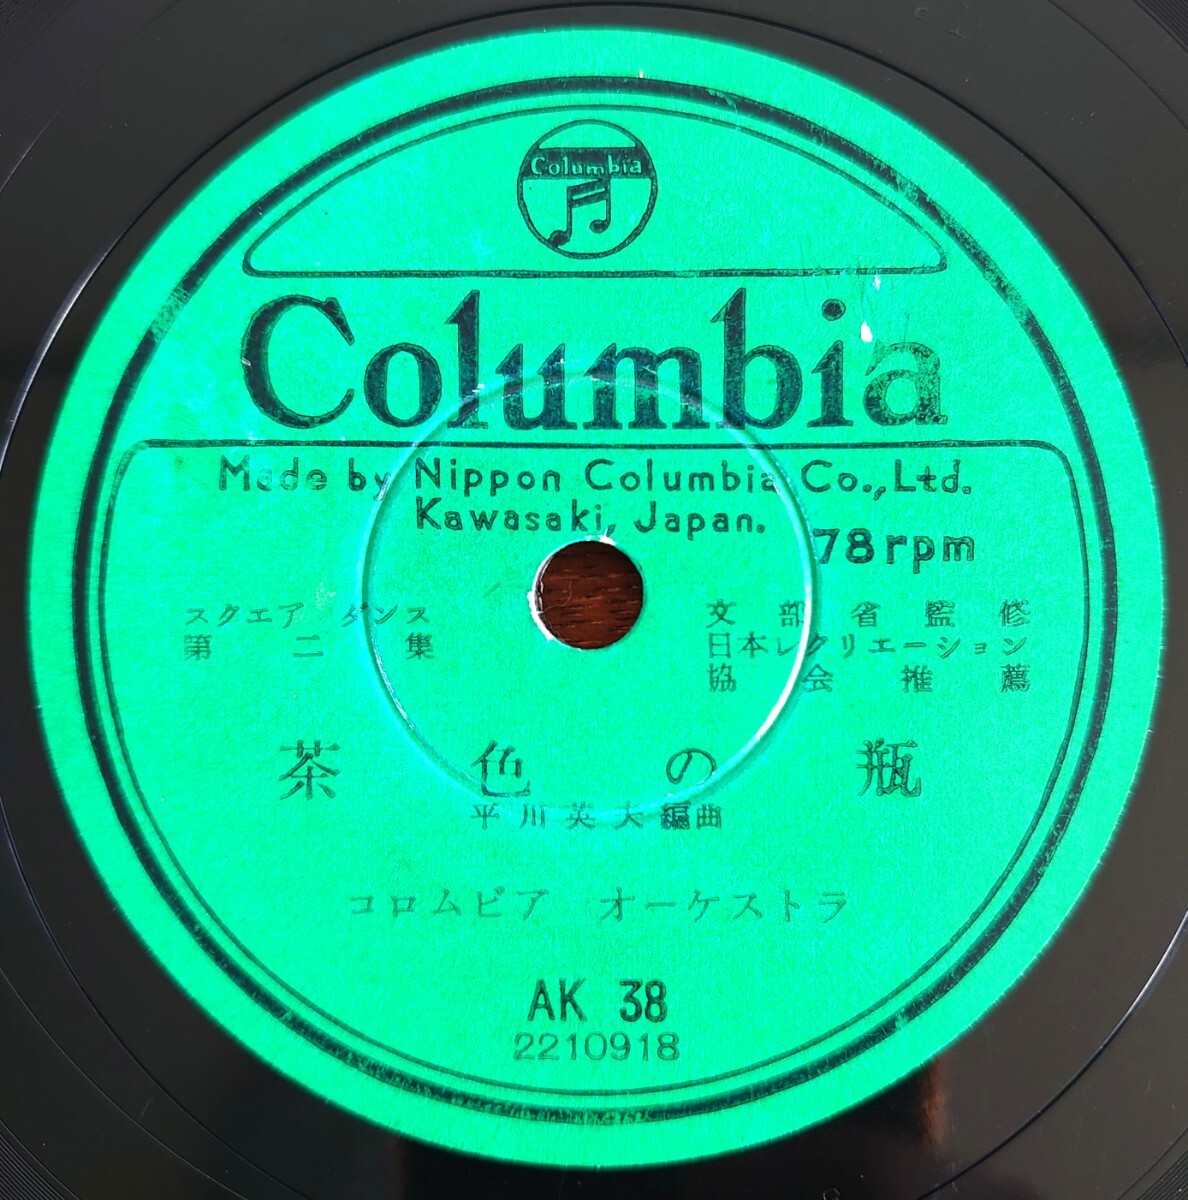 Columbia
Columbia
Made by Nippon Columbia Co., Ltd.
Kawasaki, Japan.
78rpm
スクエア ダンス
第二集
文部省監修
日本レクリエーション
協会推薦
茶色の瓶
平川英夫編曲
コロムビア オーケストラ
AK 38
2210918